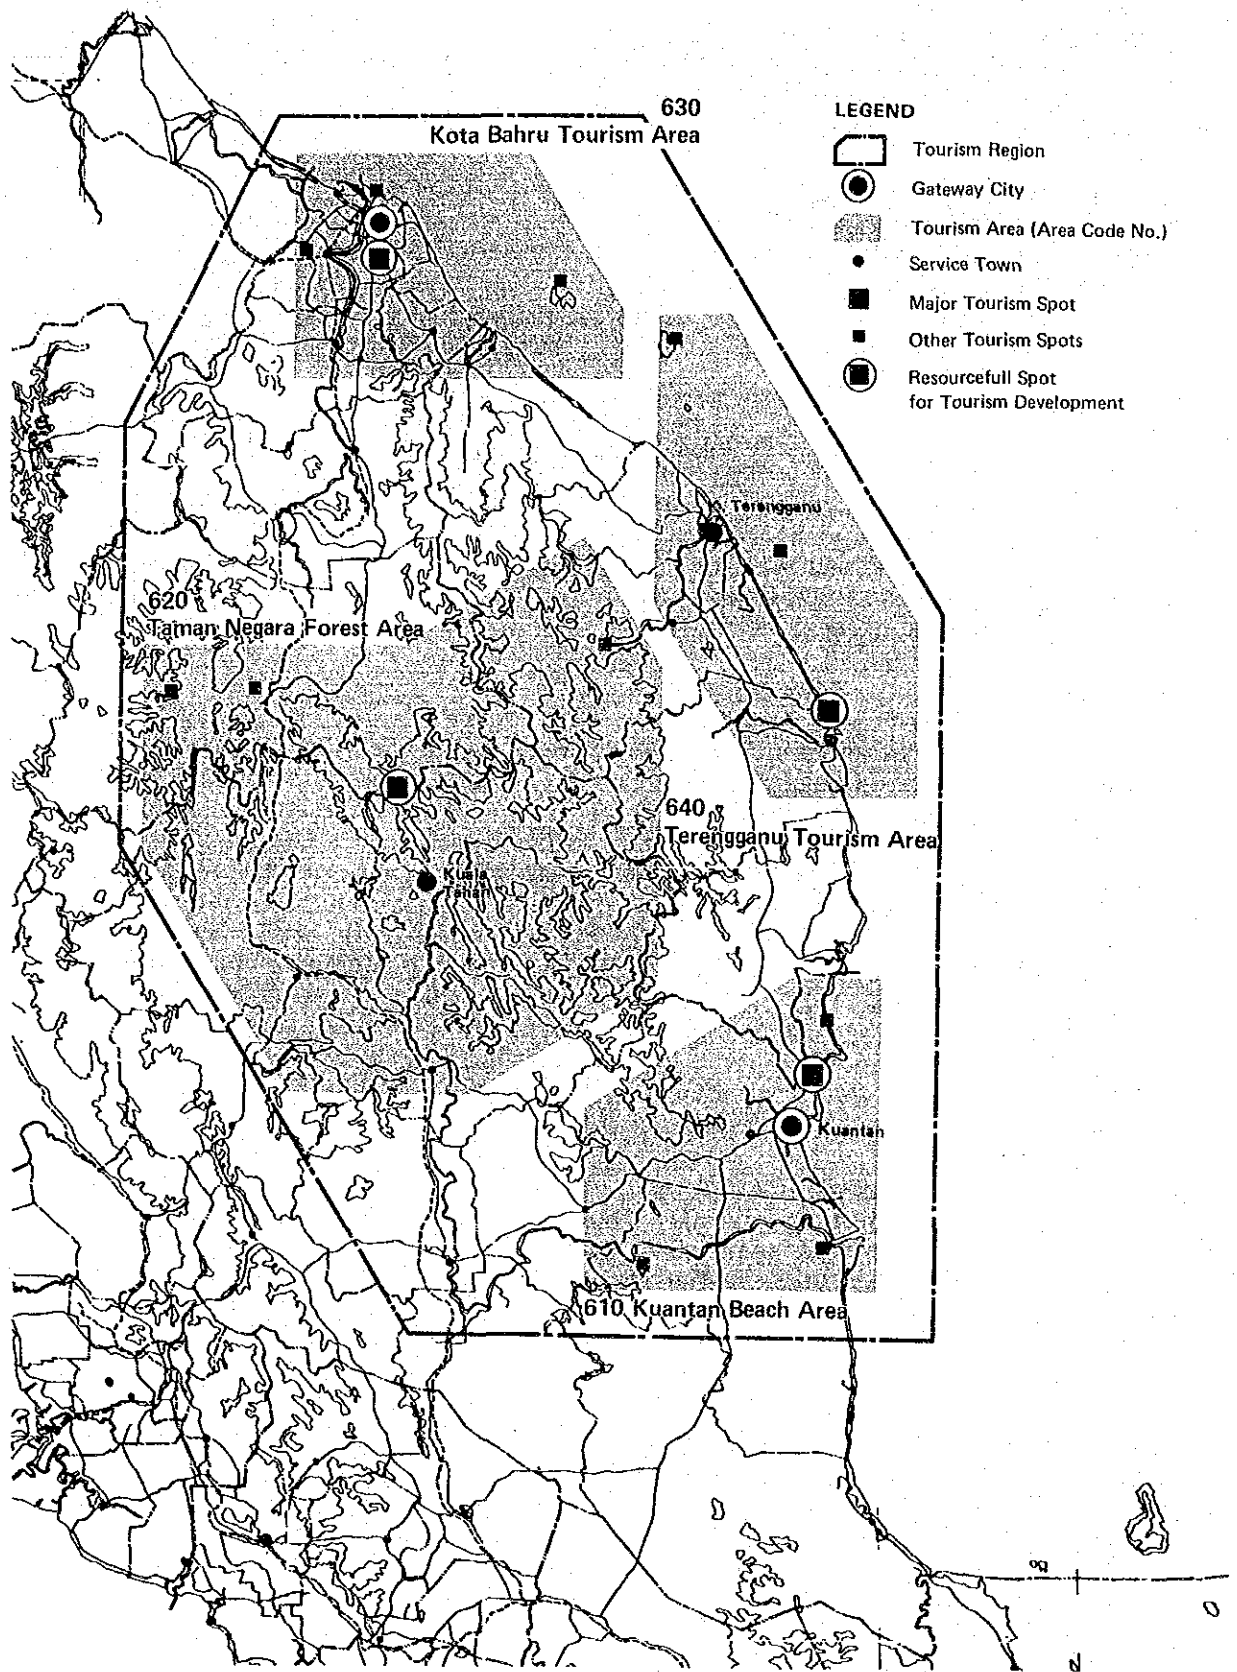 630
Kota Bahru Tourism Area
LEGEND
Tourism Region
Gateway City
Tourism Area (Area Code No.)
Service Town
Major Tourism Spot
Other Tourism Spots
Resourcefull Spot
for Tourism Development
Terengganu
620
Taman Negara Forest Area
640
Terengganu Tourism Area
Kuala
Tahan
Kuantan
610 Kuantan Beach Area